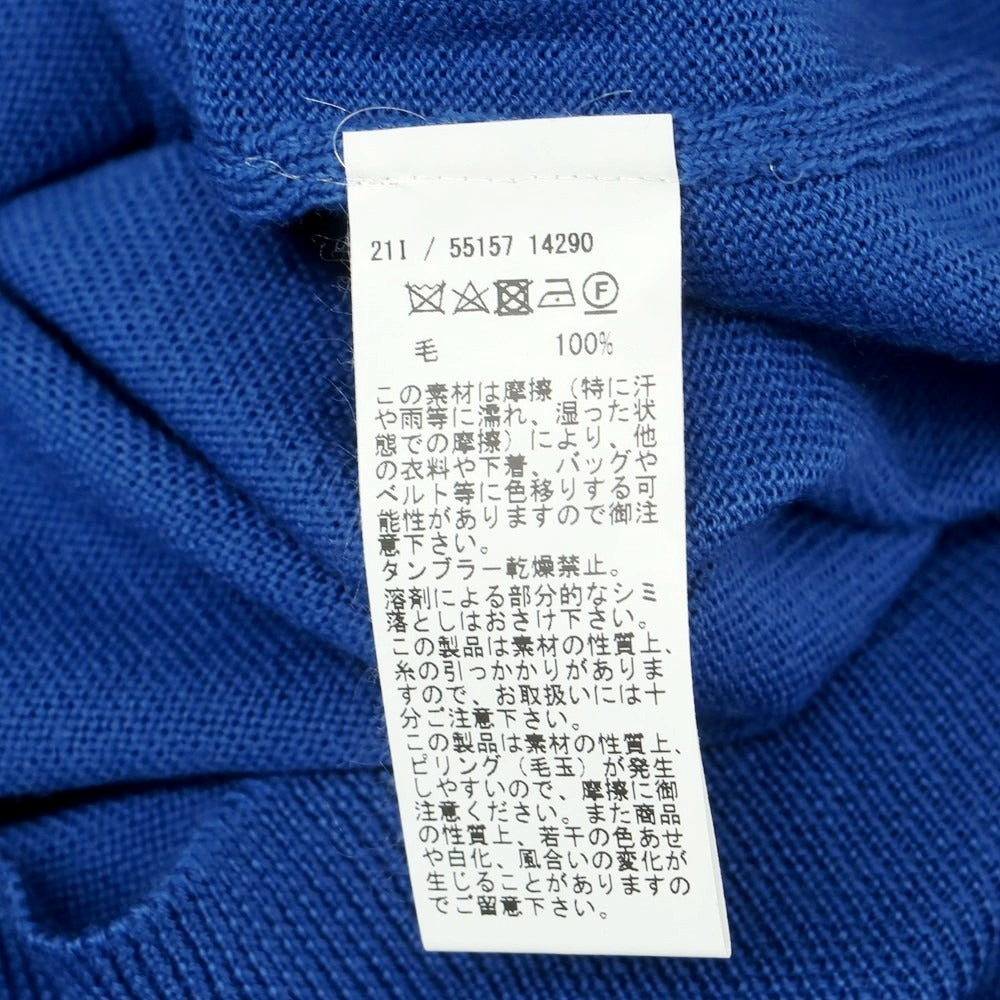 21I / 55157 14290
F
毛 100%
この素材は摩擦（特に汗
や雨等に濡れ、湿った状
態での摩擦）により、他
の衣料や下着、バッグや
ベルト等に色移りする可
能性がありますので御注
意下さい。
タンブラー乾燥禁止。
溶剤による部分的なシミ
落としはおさけ下さい。
この製品は素材の性質上、
糸の引っかかりがありま
すので、お取扱いには十
分ご注意下さい。
この製品は素材の性質上、
ピリング（毛玉）が発生
しやすいので、摩擦に御
注意ください。また商品
の性質上、若干の色あせ
や白化、風合いの変化が
生じることがありますの
でご留意下さい。